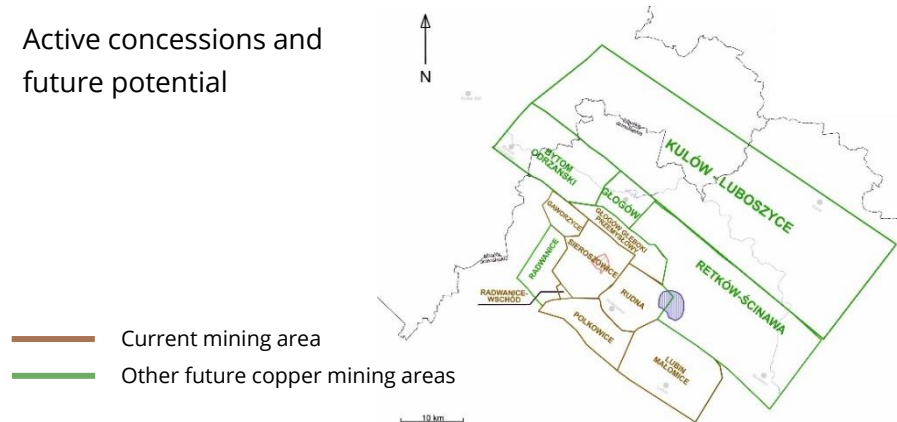 Active concessions and
future potential
N
KULÓW - LUBOSZYCE
BYTOM
ODRZAŃSKI
GŁOGÓW
GŁOGÓW GŁĘBOKI
PRZEMYSŁOWY
GAWORZYCE
SIEROSZOWICE
RADWANICE
RETKÓW-ŚCINAWA
RADWANICE-
WSCHÓD
RUDNA
POLKOWICE
LUBIN
MAŁOMICE
Current mining area
Other future copper mining areas
10 km